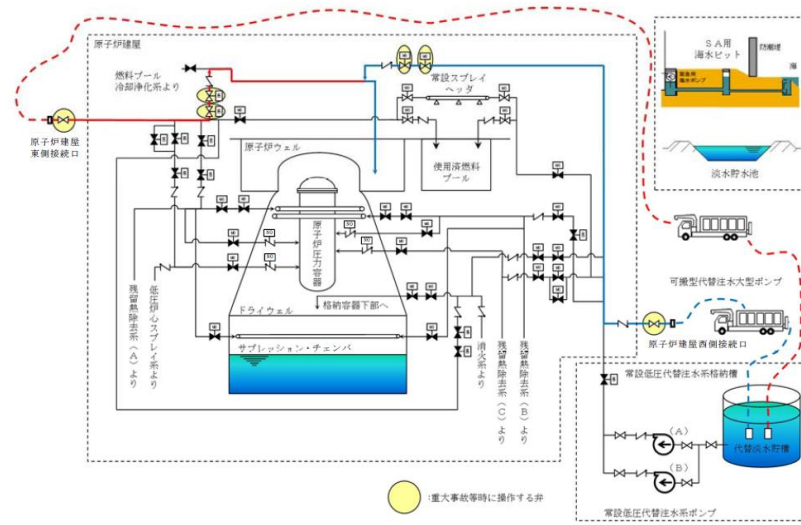 原子炉建屋
燃料プール
冷却浄化系より
常設スプレイ
ヘッダ
SA用
海水ピット
防潮堤
海
緊急用
海水ポンプ
淡水貯水池
原子炉建屋
東側接続口
原子炉ウェル
使用済燃料
プール
原子炉圧力容器
可搬型代替注水大型ポンプ
格納容器下部へ
ドライウェル
サプレッション・チェンバ
残留熱除去系(A)より
低圧炉心スプレイ系より
消火系より
残留熱除去系(C)より
残留熱除去系(B)より
原子炉建屋西側接続口
常設低圧代替注水系格納槽
(A)
(B)
代替淡水貯槽
常設低圧代替注水系ポンプ
:重大事故等時に操作する弁